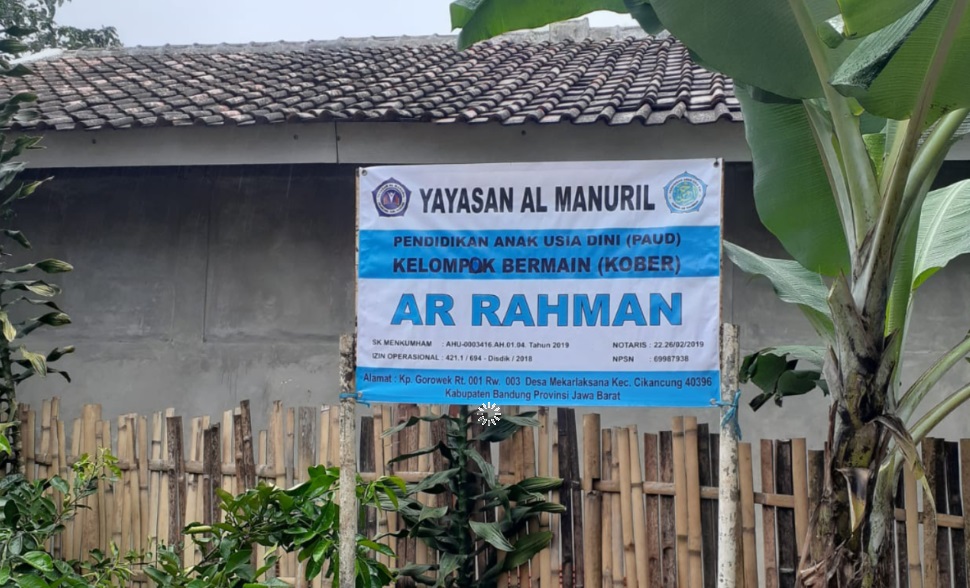 YAYASAN AL MANURIL
PENDIDIKAN ANAK USIA DINI (PAUD)
KELOMPOK BERMAIN (KOBER)
AR RAHMAN
SK MENKUMHAM : AHU-0003416.AH.01.04. Tahun 2019 NOTARIS : 22.26/02/2019
IZIN OPERASIONAL : 421.1 / 694 - Disdik / 2018 NPSN : 69987938
Alamat : Kp. Gorowek Rt. 001 Rw. 003 Desa Mekarlaksana Kec. Cikancung 40396
Kabupaten Bandung Provinsi Jawa Barat